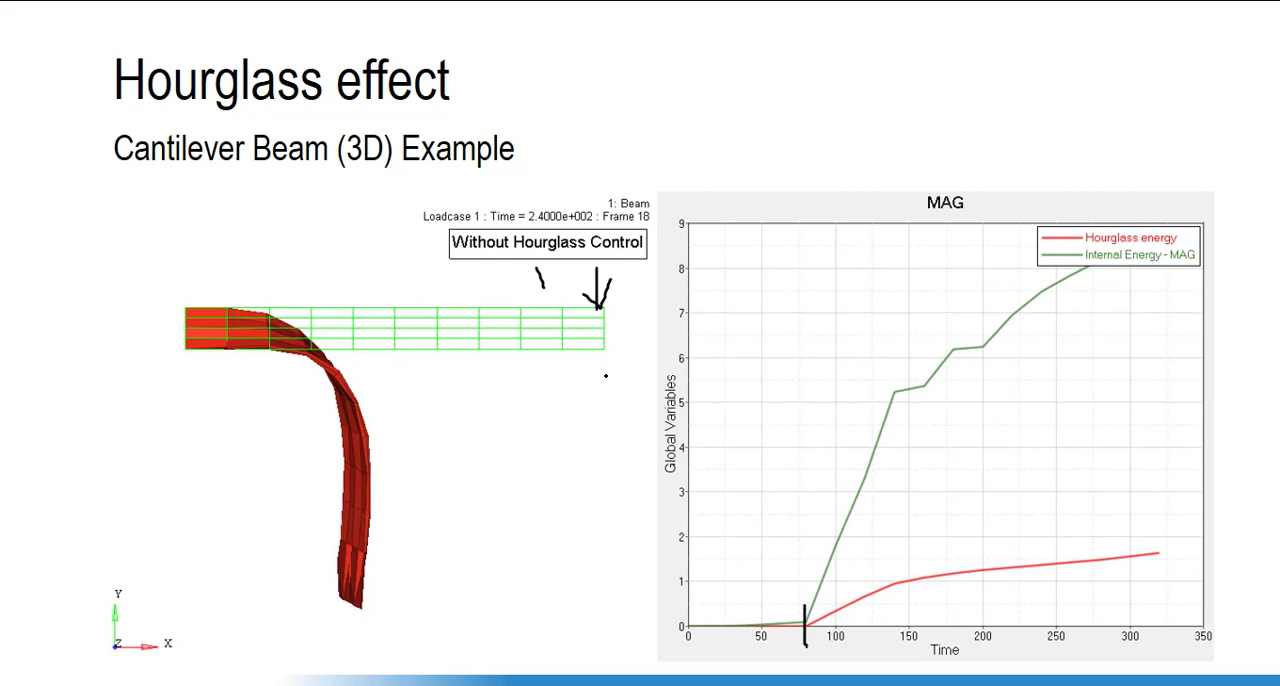 Hourglass effect
Cantilever Beam (3D) Example
1: Beam
Loadcase 1 : Time = 2.4000e+002 : Frame 18
Without Hourglass Control
Y
Z
X
MAG
Hourglass energy
Internal Energy - MAG
Global Variables
9
8
7
6
5
4
3
2
1
0
0 50 100 150 200 250 300 350
Time